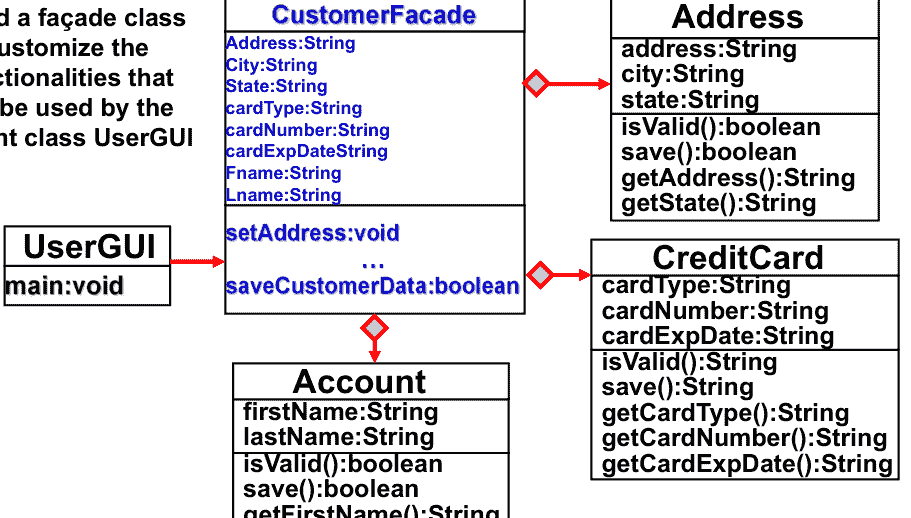 d a façade class
ustomize the
ctionalities that
be used by the
nt class UserGUI
CustomerFacade
Address:String
City:String
State:String
cardType:String
cardNumber:String
cardExpDateString
Fname:String
Lname:String
setAddress:void
...
saveCustomerData:boolean
Address
address:String
city:String
state:String
isValid():boolean
save():boolean
getAddress():String
getState():String
UserGUI
main:void
CreditCard
cardType:String
cardNumber:String
cardExpDate:String
isValid():String
save():String
getCardType():String
getCardNumber():String
getCardExpDate():String
Account
firstName:String
lastName:String
isValid():boolean
save():boolean
getFirstName():String